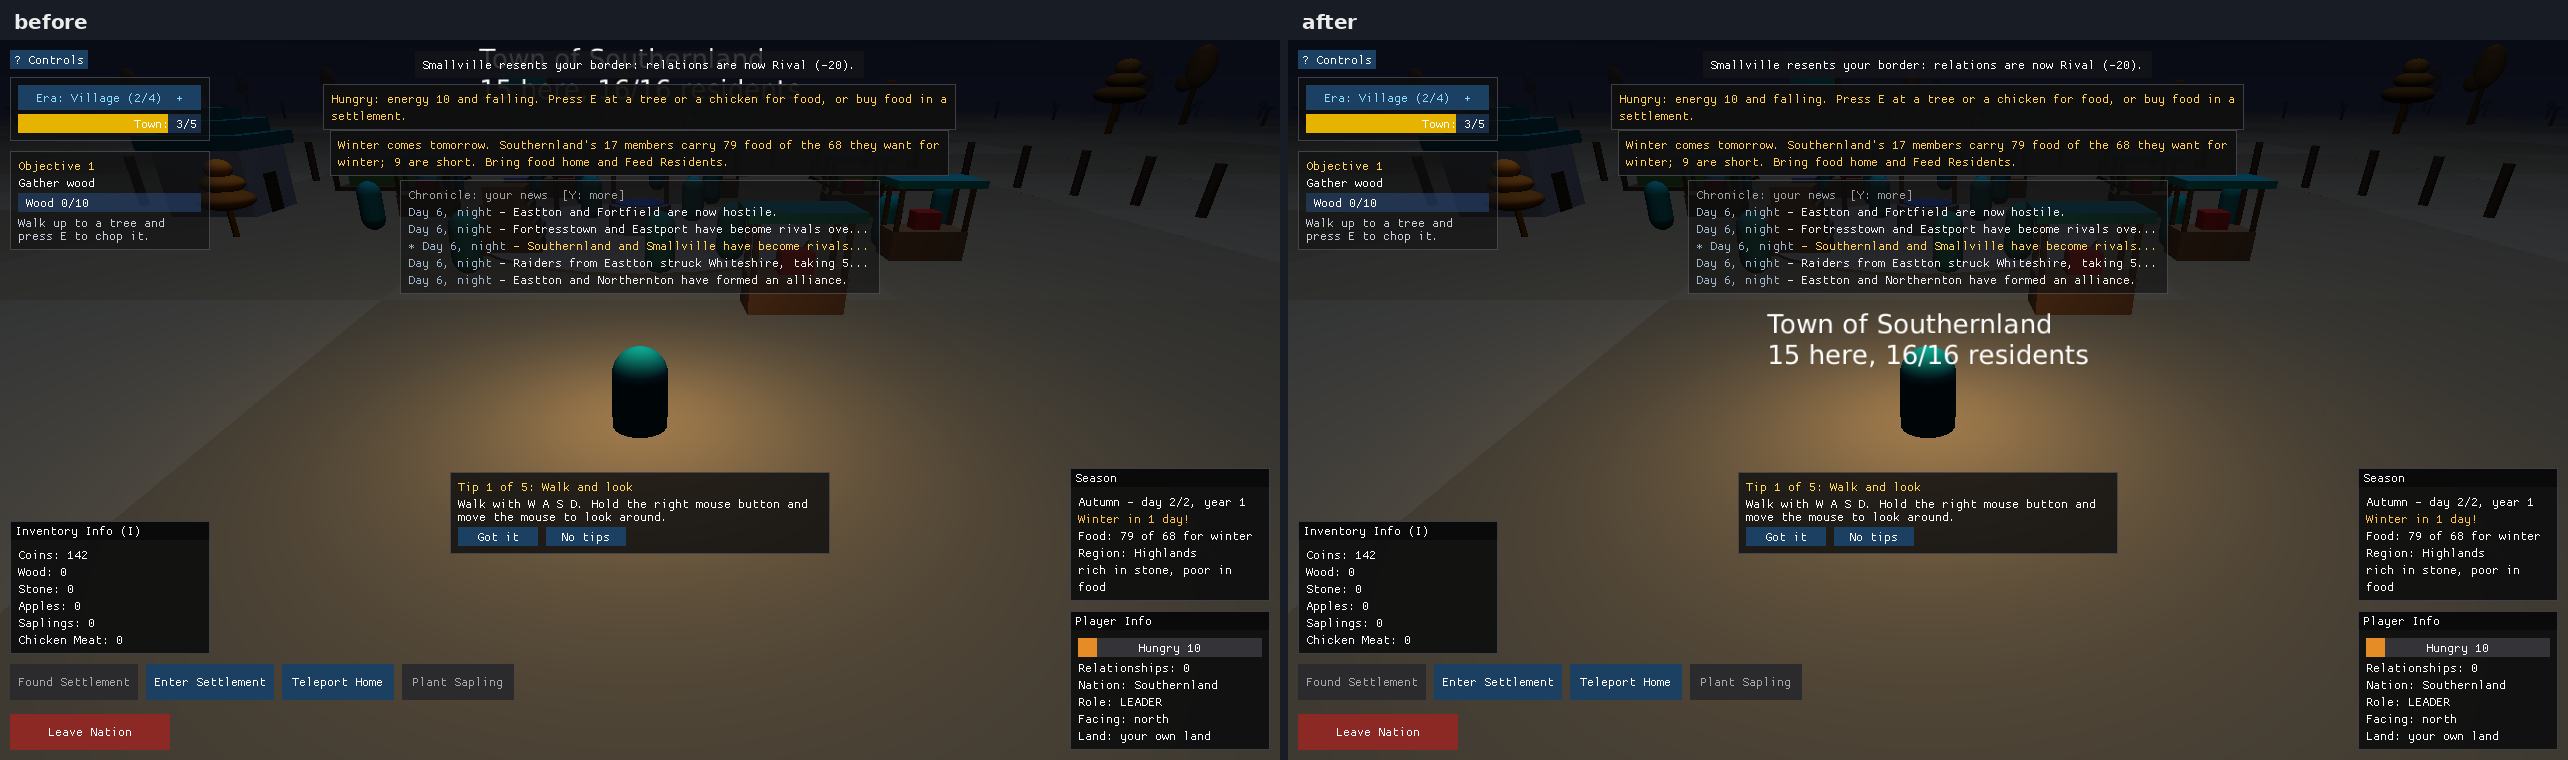 before
? Controls
Town of Southernland
15 here, 16/16 residents
Smallville resents your border: relations are now Rival (-20).
Era: Village (2/4) +
Town: 3/5
Hungry: energy 10 and falling. Press E at a tree or a chicken for food, or buy food in a
settlement.
Winter comes tomorrow. Southernland's 17 members carry 79 food of the 68 they want for
winter; 9 are short. Bring food home and Feed Residents.
Objective 1
Gather wood
Wood 0/10
Walk up to a tree and
press E to chop it.
Chronicle: your news [Y: more]
Day 6, night - Eastton and Fortfield are now hostile.
Day 6, night - Fortresstown and Eastport have become rivals ove...
* Day 6, night - Southernland and Smallville have become rivals...
Day 6, night - Raiders from Eastton struck Whiteshire, taking 5...
Day 6, night - Eastton and Northernton have formed an alliance.
Tip 1 of 5: Walk and look
Walk with W A S D. Hold the right mouse button and
move the mouse to look around.
Got it
No tips
Season
Autumn - day 2/2, year 1
Winter in 1 day!
Food: 79 of 68 for winter
Region: Highlands
rich in stone, poor in
food
Inventory Info (I)
Coins: 142
Wood: 0
Stone: 0
Apples: 0
Saplings: 0
Chicken Meat: 0
Player Info
Hungry 10
Relationships: 0
Nation: Southernland
Role: LEADER
Facing: north
Land: your own land
Found Settlement
Enter Settlement
Teleport Home
Plant Sapling
Leave Nation
after
? Controls
Smallville resents your border: relations are now Rival (-20).
Era: Village (2/4) +
Town: 3/5
Hungry: energy 10 and falling. Press E at a tree or a chicken for food, or buy food in a
settlement.
Winter comes tomorrow. Southernland's 17 members carry 79 food of the 68 they want for
winter; 9 are short. Bring food home and Feed Residents.
Objective 1
Gather wood
Wood 0/10
Walk up to a tree and
press E to chop it.
Chronicle: your news [Y: more]
Day 6, night - Eastton and Fortfield are now hostile.
Day 6, night - Fortresstown and Eastport have become rivals ove...
* Day 6, night - Southernland and Smallville have become rivals...
Day 6, night - Raiders from Eastton struck Whiteshire, taking 5...
Day 6, night - Eastton and Northernton have formed an alliance.
Town of Southernland
15 here, 16/16 residents
Tip 1 of 5: Walk and look
Walk with W A S D. Hold the right mouse button and
move the mouse to look around.
Got it
No tips
Season
Autumn - day 2/2, year 1
Winter in 1 day!
Food: 79 of 68 for winter
Region: Highlands
rich in stone, poor in
food
Inventory Info (I)
Coins: 142
Wood: 0
Stone: 0
Apples: 0
Saplings: 0
Chicken Meat: 0
Player Info
Hungry 10
Relationships: 0
Nation: Southernland
Role: LEADER
Facing: north
Land: your own land
Found Settlement
Enter Settlement
Teleport Home
Plant Sapling
Leave Nation